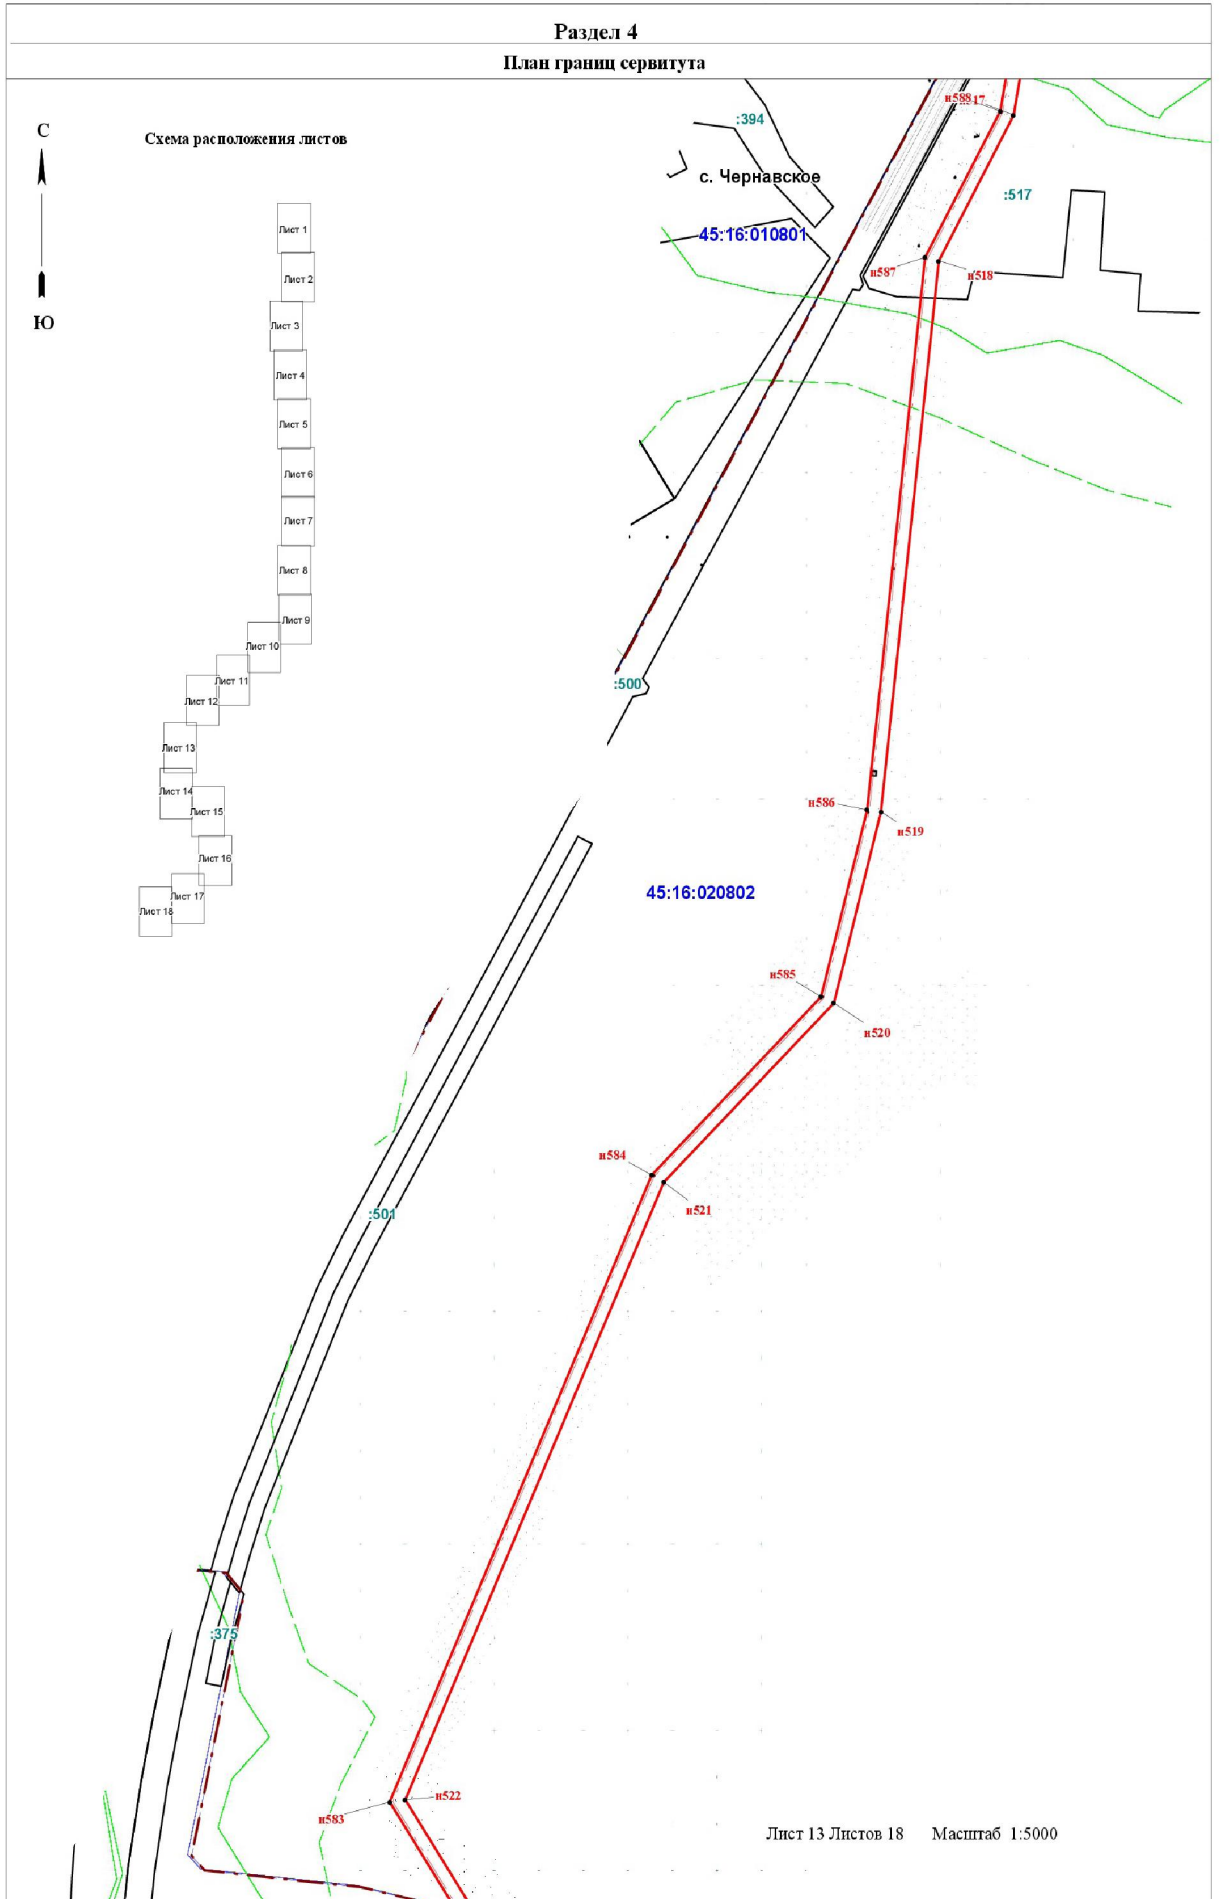 Раздел 4
План границ сервитута
С
Ю
Схема расположения листов
Лист 1
Лист 2
Лист 3
Лист 4
Лист 5
Лист 6
Лист 7
Лист 8
Лист 9
Лист 10
Лист 11
Лист 12
Лист 13
Лист 14
Лист 15
Лист 16
Лист 17
Лист 18
н588
:394
с. Чернавское
:517
45:16:010801
н587
н518
:500
н586
н519
45:16:020802
н585
н520
н584
н521
:501
:375
н522
н583
Лист 13 Листов 18 Масштаб 1:5000